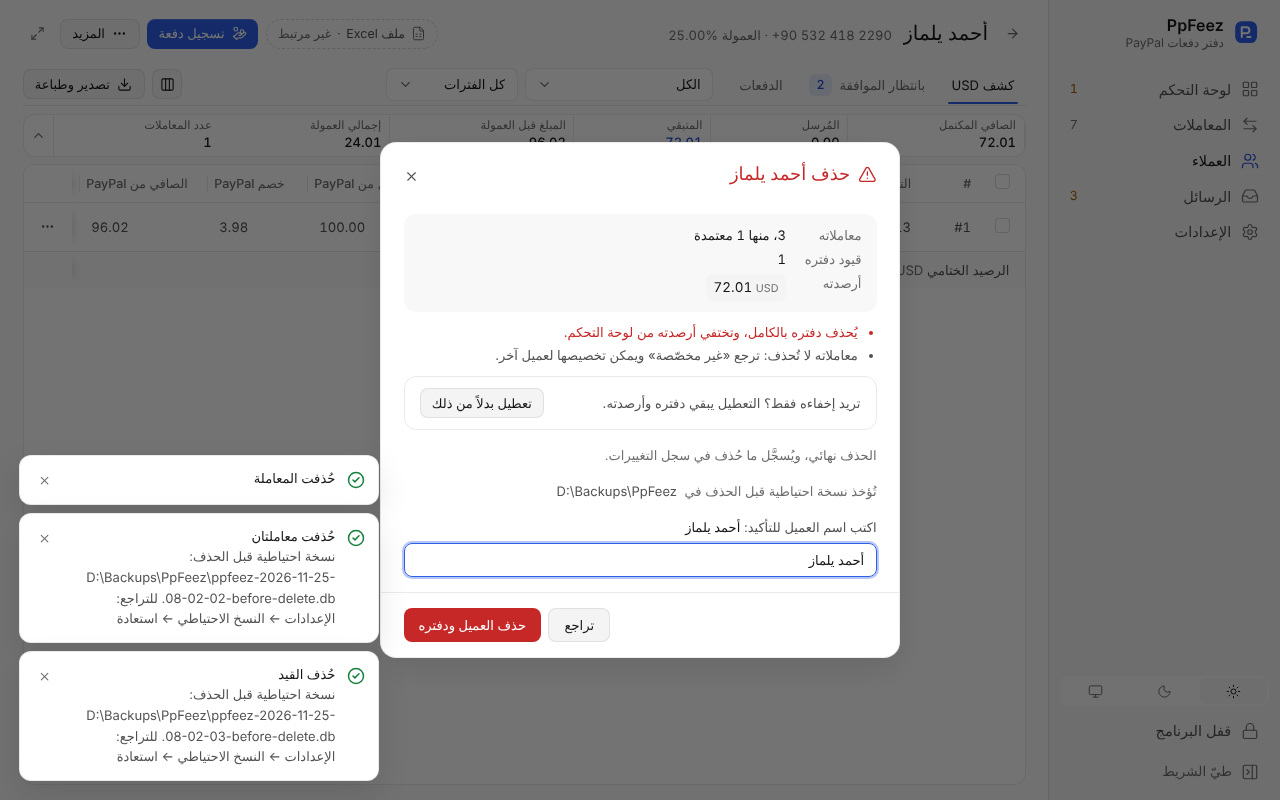 PpFeez
دفتر دفعات PayPal
لوحة التحكم 1
المعاملات 7
العملاء
الرسائل 3
الإعدادات
قفل البرنامج
طيّ الشريط
أحمد يلماز
+90 532 418 2290 · العمولة 25.00%
ملف Excel · غير مرتبط
تسجيل دفعة
المزيد
كشف USD
بانتظار الموافقة 2
الدفعات
الكل
كل الفترات
تصدير وطباعة
الصافي المكتمل
72.01
المُرسل
0.00
المتبقي
72.01
المبلغ قبل العمولة
96.02
إجمالي العمولة
24.01
عدد المعاملات
1
#
من PayPal
خصم PayPal
الصافي من PayPal
#1
100.00
3.98
96.02
الرصيد الختامي USD
حذف أحمد يلماز
معاملاته 3، منها 1 معتمدة
قيود دفتره 1
أرصدته 72.01 USD
• يُحذف دفتره بالكامل، وتختفي أرصدته من لوحة التحكم.
• معاملاته لا تُحذف: ترجع «غير مخصّصة» ويمكن تخصيصها لعميل آخر.
تريد إخفاءه فقط؟ التعطيل يبقي دفتره وأرصدته.
تعطيل بدلاً من ذلك
الحذف نهائي، ويُسجَّل ما حُذف في سجل التغييرات.
تُؤخذ نسخة احتياطية قبل الحذف في D:\Backups\PpFeez
اكتب اسم العميل للتأكيد: أحمد يلماز
أحمد يلماز
تراجع
حذف العميل ودفتره
حُذفت المعاملة
حُذفت معاملتان
نسخة احتياطية قبل الحذف:
D:\Backups\PpFeez\ppfeez-2026-11-25-
08-02-02-before-delete.db. للتراجع:
الإعدادات ← النسخ الاحتياطي ← استعادة
حُذف القيد
نسخة احتياطية قبل الحذف:
D:\Backups\PpFeez\ppfeez-2026-11-25-
08-02-03-before-delete.db. للتراجع:
الإعدادات ← النسخ الاحتياطي ← استعادة